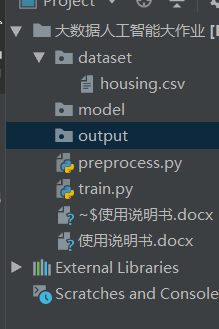 Project
大数据人工智能大作业
dataset
housing.csv
model
output
preprocess.py
train.py
~$使用说明书.docx
使用说明书.docx
External Libraries
Scratches and Console